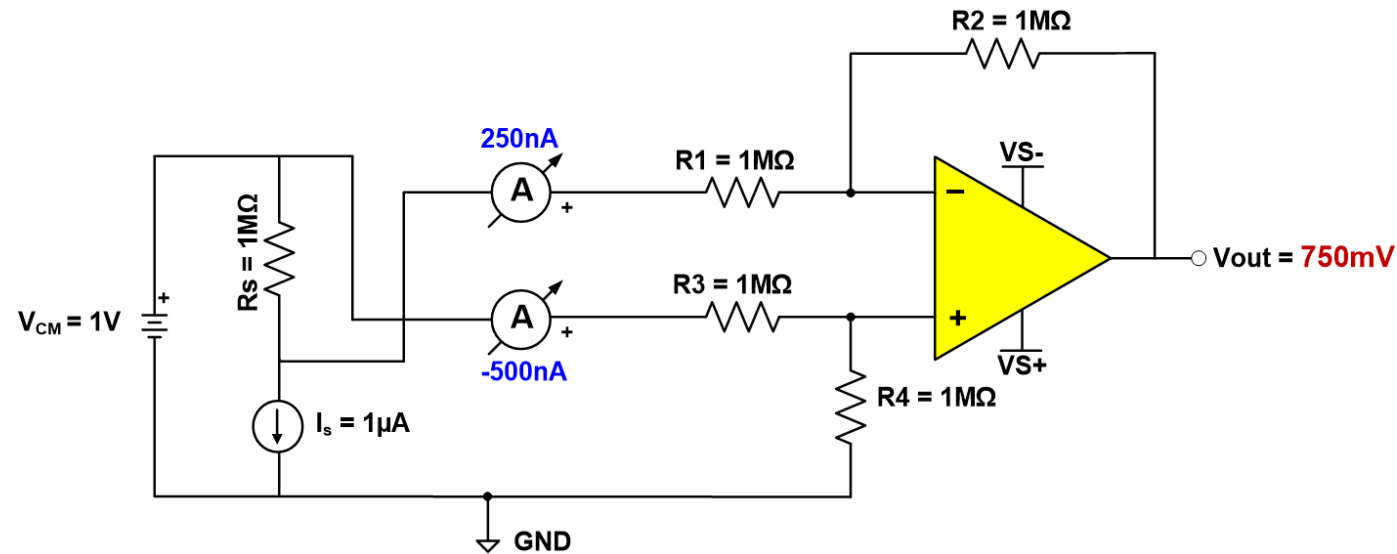 R2 = 1MΩ
250nA
A
+
R1 = 1MΩ
VS-
−
Rs = 1MΩ
+
VCM = 1V
A
+
-500nA
R3 = 1MΩ
+
VS+
Vout = 750mV
R4 = 1MΩ
Is = 1µA
GND